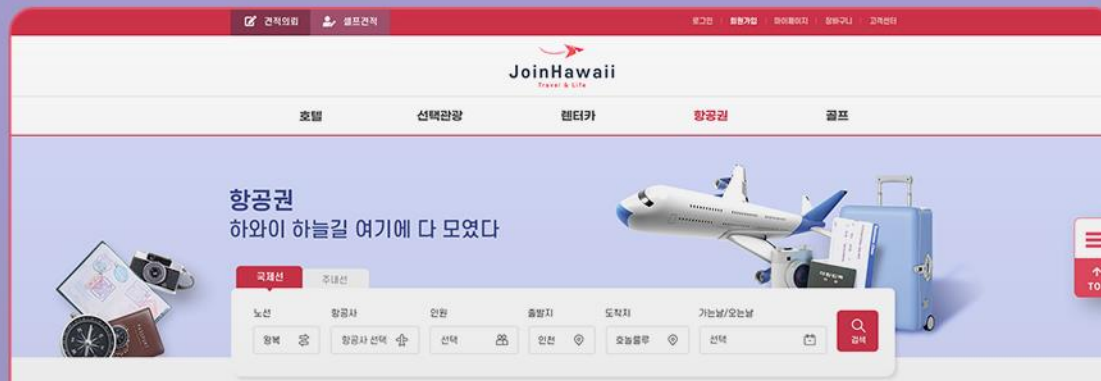 견적의뢰 셀프견적 로그인 회원가입 마이페이지 장바구니 고객센터
JoinHawaii
Travel & Life
호텔 선택관광 렌터카 항공권 골프
항공권
하와이 하늘길 여기에 다 모였다
국제선 주내선
노선 항공사 인원 출발지 도착지 가는날/오는날
왕복 항공사 선택 선택 인천 호놀룰루 선택 검색
TO